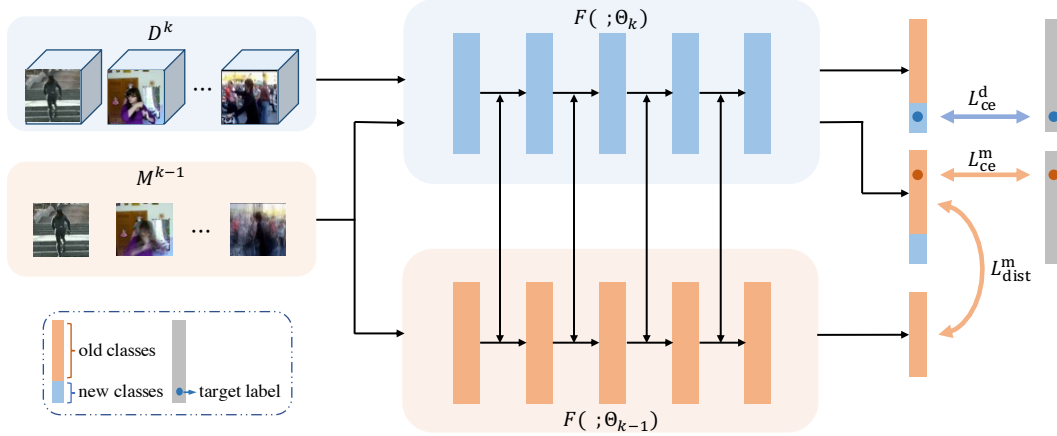 D^k
...
F( ;Θ_k)
L_ce^d
M^{k-1}
...
L_ce^m
L_dist^m
old classes
new classes
target label
F( ;Θ_{k-1})